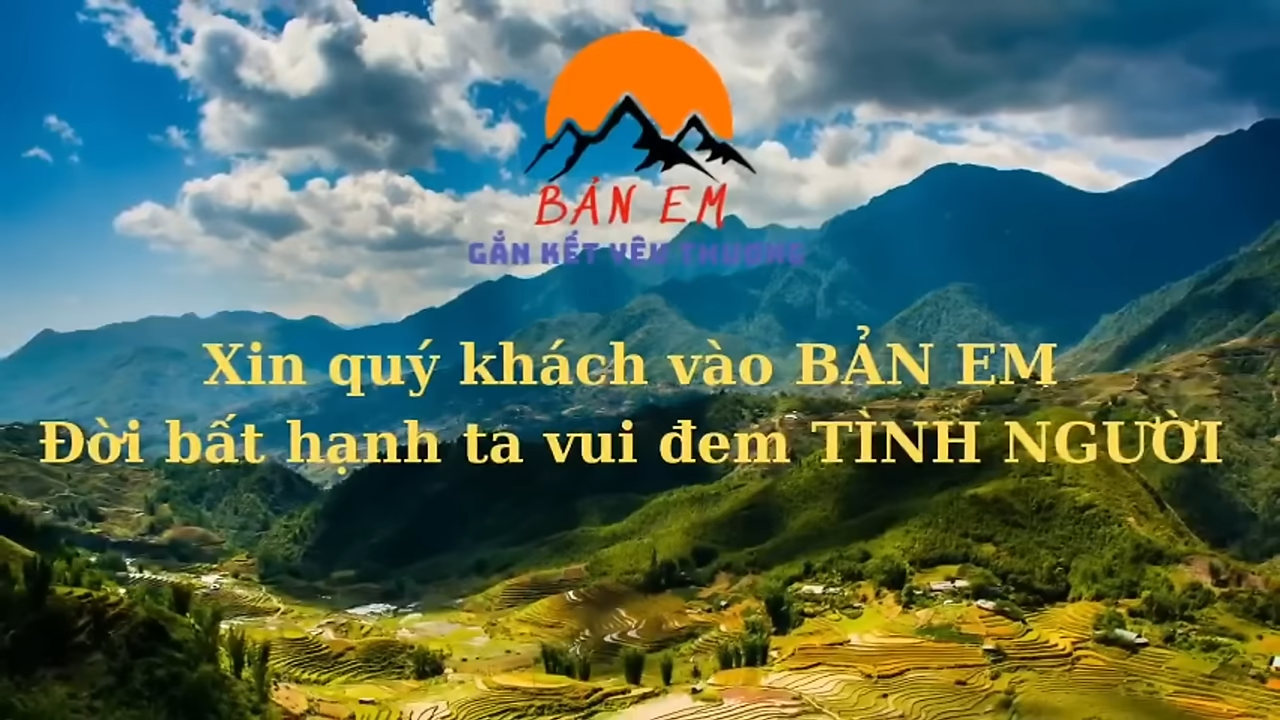 BẢN EM
GẮN KẾT YÊU THƯƠNG
Xin quý khách vào BẢN EM
Đời bất hạnh ta vui đem TÌNH NGƯỜI